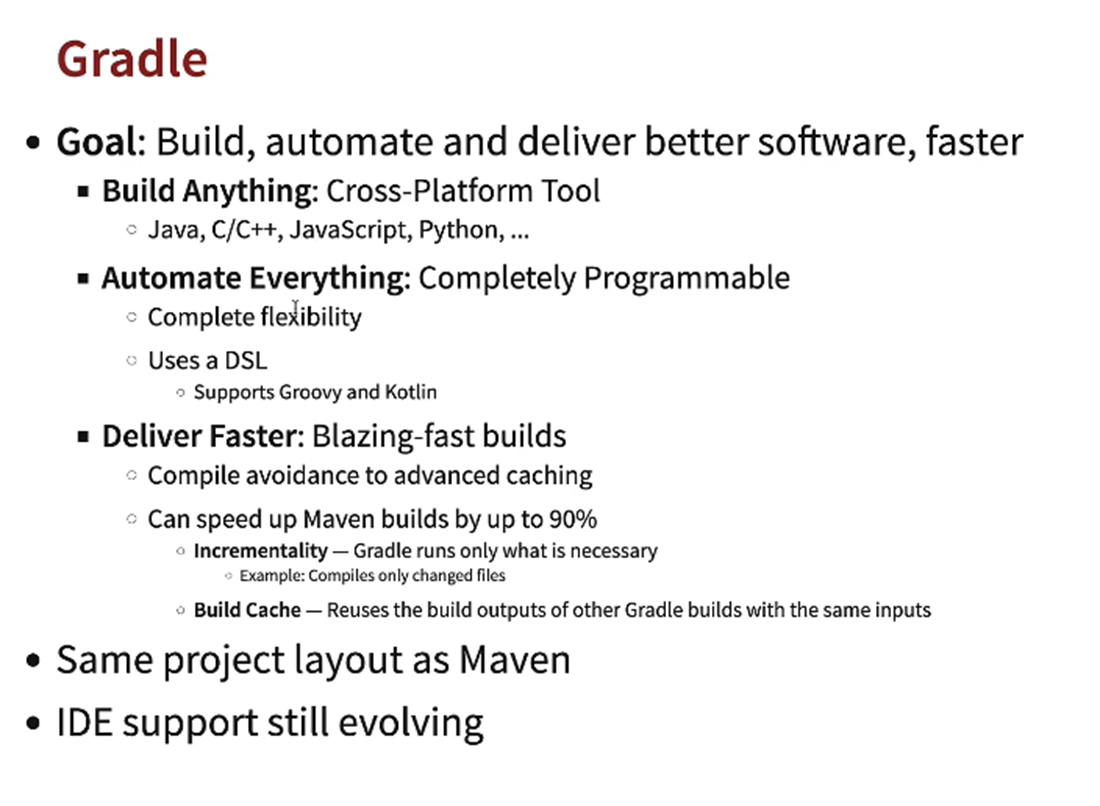 Gradle
Goal: Build, automate and deliver better software, faster
Build Anything: Cross-Platform Tool
Java, C/C++, JavaScript, Python, ...
Automate Everything: Completely Programmable
Complete flexibility
Uses a DSL
Supports Groovy and Kotlin
Deliver Faster: Blazing-fast builds
Compile avoidance to advanced caching
Can speed up Maven builds by up to 90%
Incrementality — Gradle runs only what is necessary
Example: Compiles only changed files
Build Cache — Reuses the build outputs of other Gradle builds with the same inputs
Same project layout as Maven
IDE support still evolving